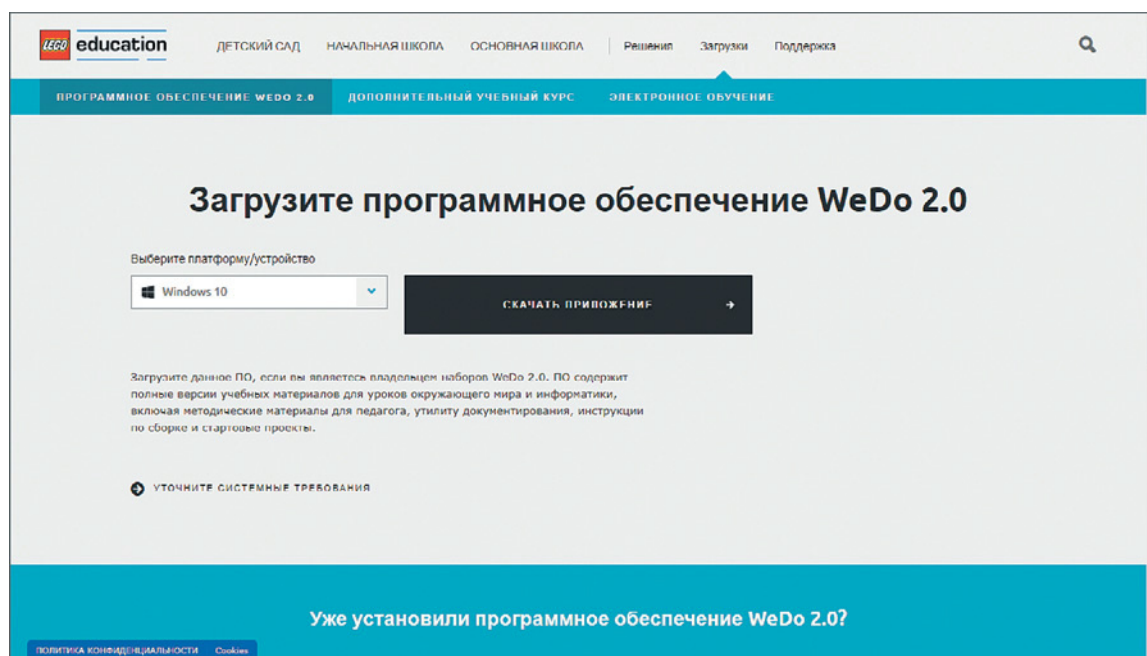 LEGO education
ДЕТСКИЙ САД НАЧАЛЬНАЯ ШКОЛА ОСНОВНАЯ ШКОЛА Решения Загрузки Поддержка
ПРОГРАММНОЕ ОБЕСПЕЧЕНИЕ WEDO 2.0 ДОПОЛНИТЕЛЬНЫЙ УЧЕБНЫЙ КУРС ЭЛЕКТРОННОЕ ОБУЧЕНИЕ
Загрузите программное обеспечение WeDo 2.0
Выберите платформу/устройство
Windows 10
СКАЧАТЬ ПРИЛОЖЕНИЕ
Загрузите данное ПО, если вы являетесь владельцем наборов WeDo 2.0. ПО содержит
полные версии учебных материалов для уроков окружающего мира и информатики,
включая методические материалы для педагога, утилиту документирования, инструкции
по сборке и стартовые проекты.
УТОЧНИТЕ СИСТЕМНЫЕ ТРЕБОВАНИЯ
Уже установили программное обеспечение WeDo 2.0?
ПОЛИТИКА КОНФИДЕНЦИАЛЬНОСТИ Cookies